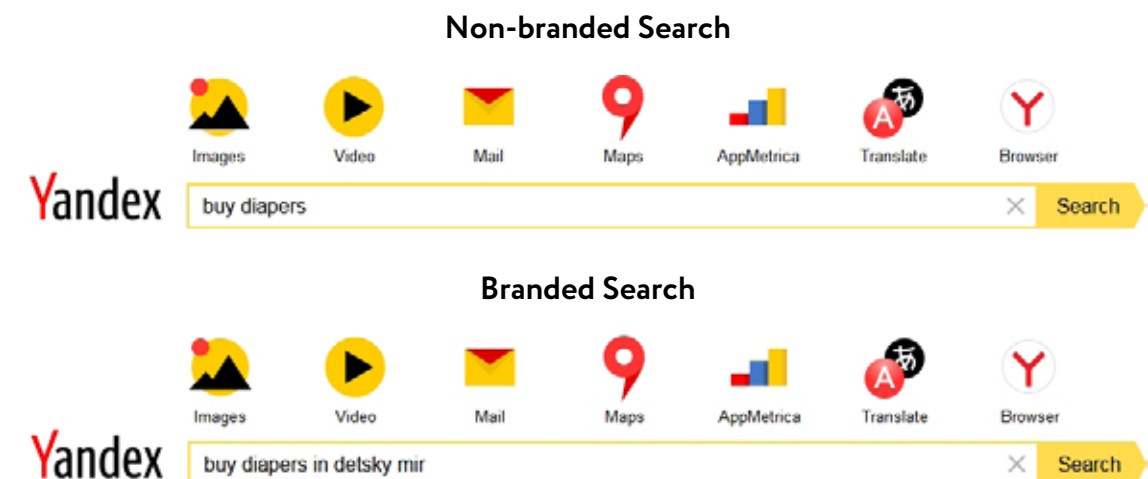 Non-branded Search
Images Video Mail Maps AppMetrica Translate Browser
Yandex buy diapers Search
Branded Search
Images Video Mail Maps AppMetrica Translate Browser
Yandex buy diapers in detsky mir Search